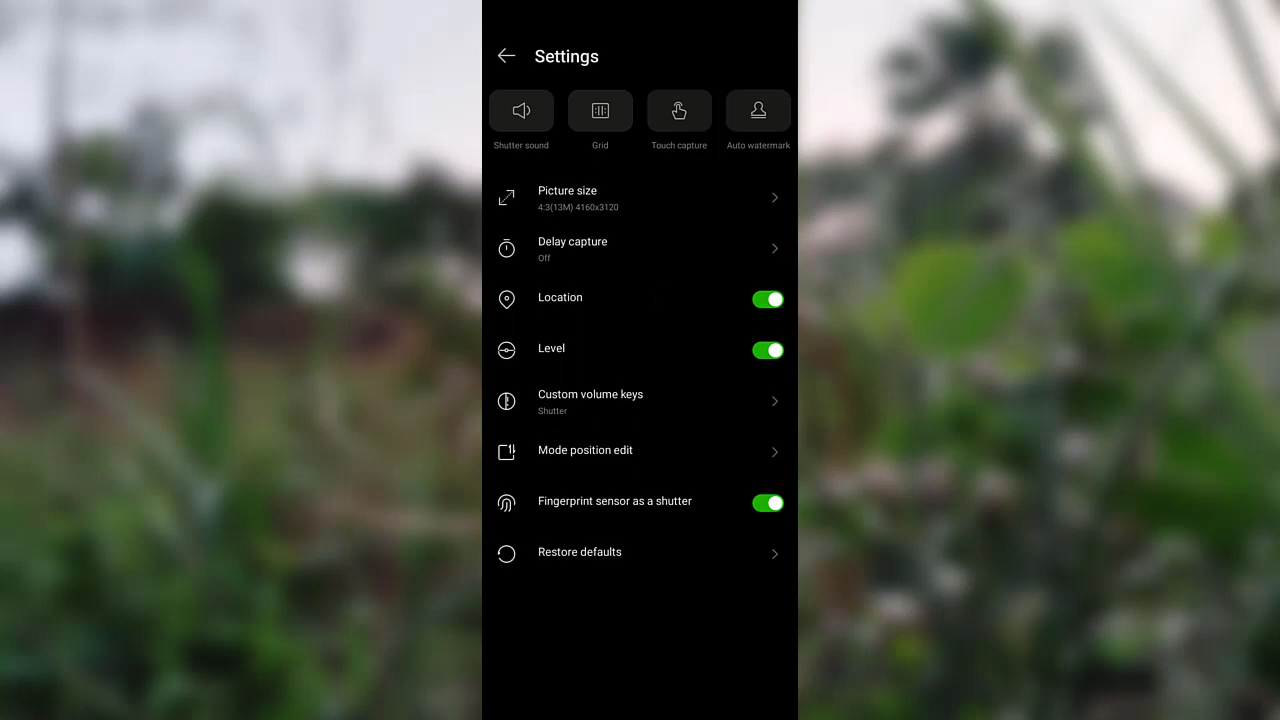 Settings
Shutter sound
Grid
Touch capture
Auto watermark
Picture size
4:3(13M) 4160x3120
Delay capture
Off
Location
Level
Custom volume keys
Shutter
Mode position edit
Fingerprint sensor as a shutter
Restore defaults